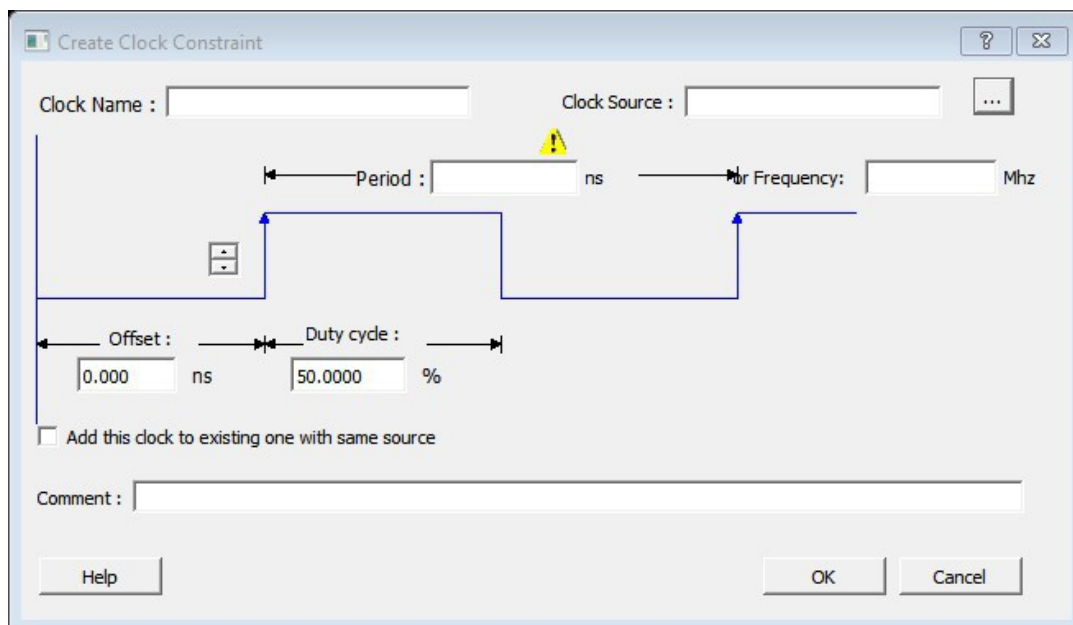 Create Clock Constraint
Clock Name : Clock Source : ...
Period : ns or Frequency: Mhz
Offset : Duty cycle :
0.000 ns 50.0000 %
Add this clock to existing one with same source
Comment :
Help OK Cancel